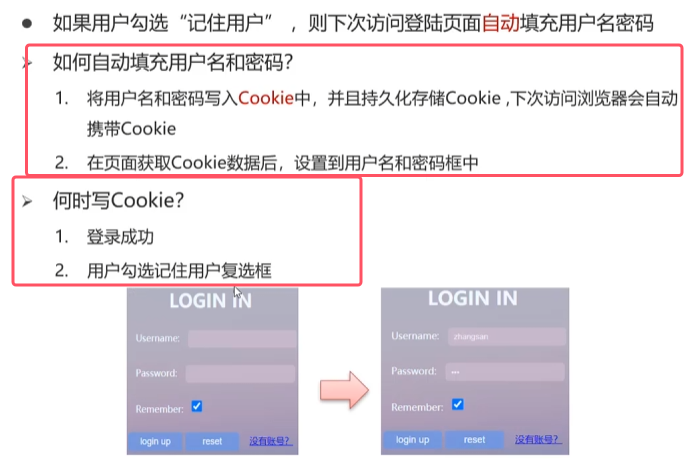 ● 如果用户勾选“记住用户”，则下次访问登陆页面自动填充用户名密码
➢ 如何自动填充用户名和密码？
1. 将用户名和密码写入Cookie中，并且持久化存储Cookie ,下次访问浏览器会自动
携带Cookie
2. 在页面获取Cookie数据后，设置到用户名和密码框中
➢ 何时写Cookie？
1. 登录成功
2. 用户勾选记住用户复选框
LOGIN IN
Username:
Password:
Remember:
login up reset 没有账号？
LOGIN IN
Username: zhangsan
Password: •••
Remember:
login up reset 没有账号？